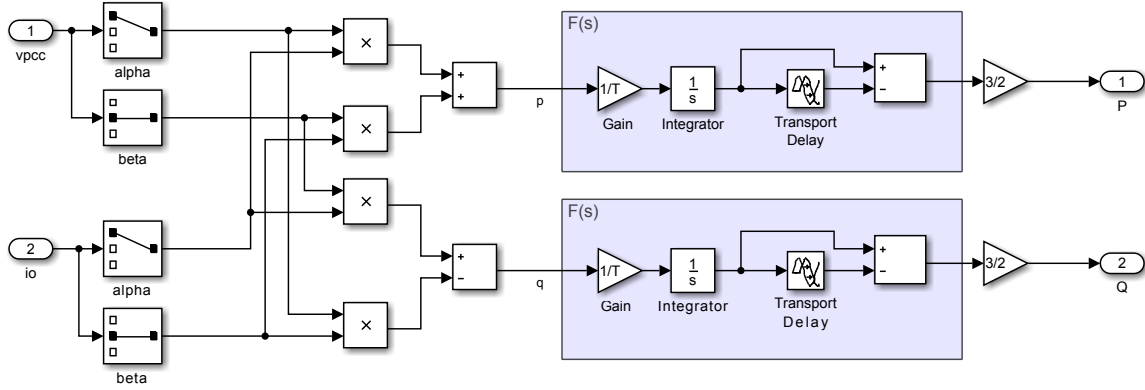 1
vpcc
alpha
beta
2
io
alpha
beta
×
×
×
×
+
+
+
−
p
q
F(s)
1/T
Gain
1
s
Integrator
Transport
Delay
+
−
3/2
1
P
F(s)
1/T
Gain
1
s
Integrator
Transport
Delay
+
−
3/2
2
Q